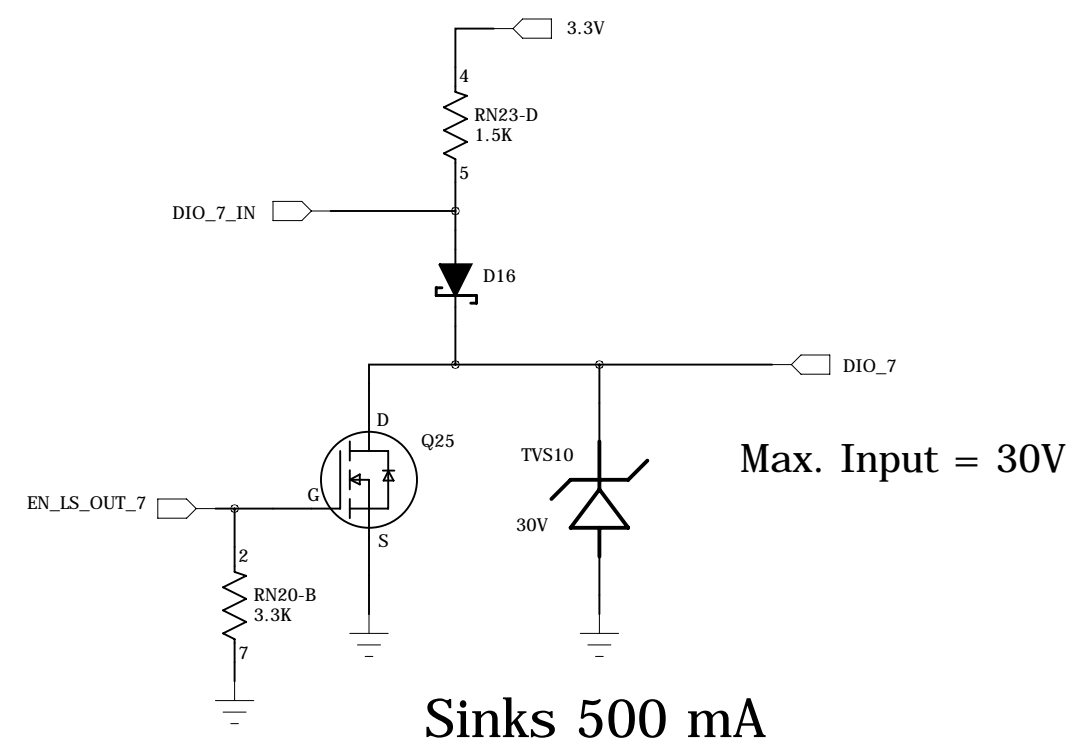 3.3V
4
RN23-D
1.5K
5
DIO_7_IN
D16
DIO_7
D
Q25
TVS10
Max. Input = 30V
G
EN_LS_OUT_7
30V
S
2
RN20-B
3.3K
7
Sinks 500 mA